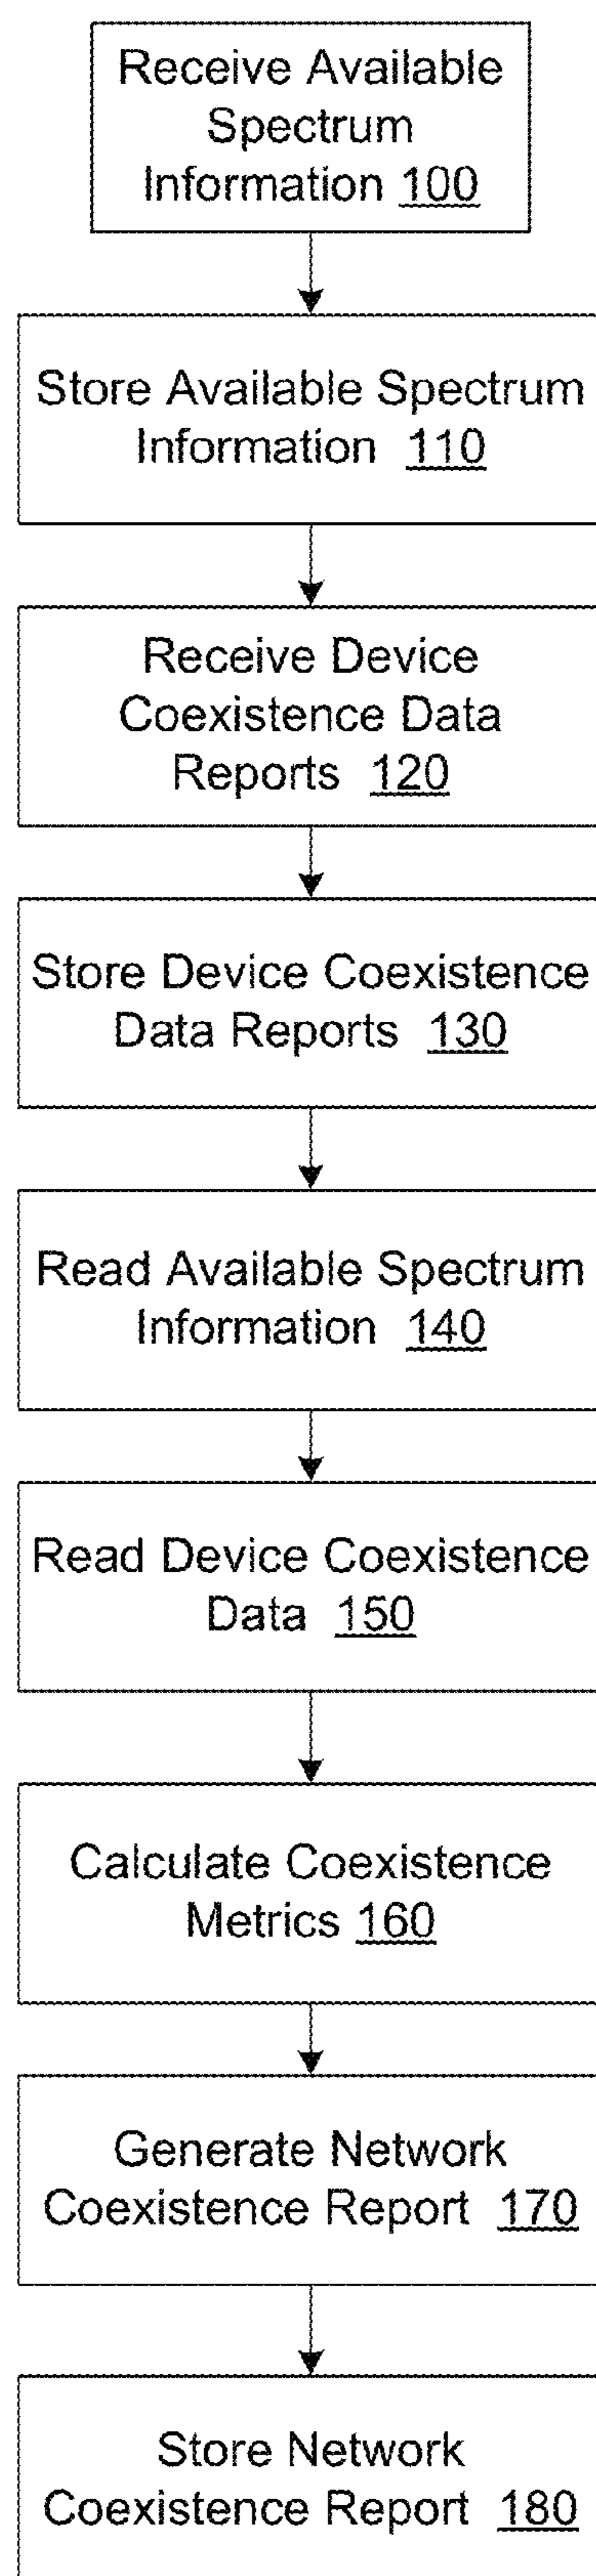 Receive Available
Spectrum
Information 100
Store Available Spectrum
Information 110
Receive Device
Coexistence Data
Reports 120
Store Device Coexistence
Data Reports 130
Read Available Spectrum
Information 140
Read Device Coexistence
Data 150
Calculate Coexistence
Metrics 160
Generate Network
Coexistence Report 170
Store Network
Coexistence Report 180